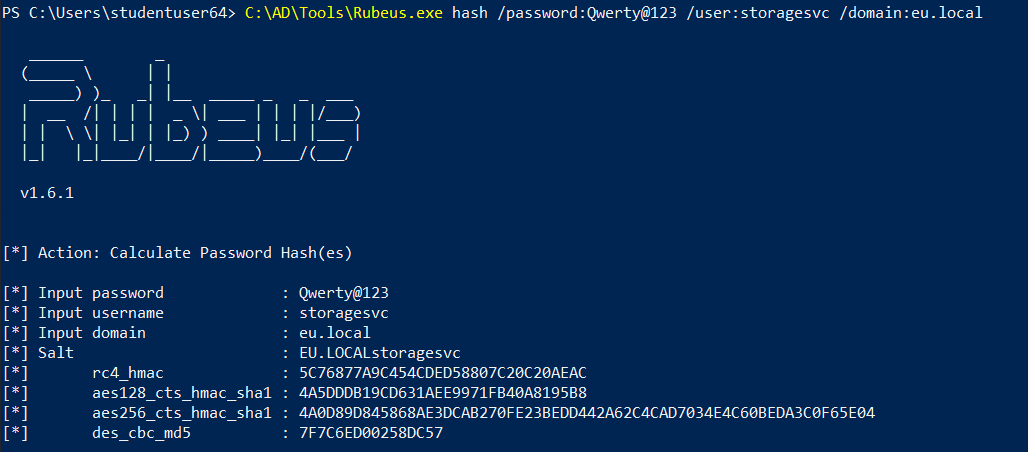 PS C:\Users\studentuser64> C:\AD\Tools\Rubeus.exe hash /password:Qwerty@123 /user:storagesvc /domain:eu.local
Rubeus
v1.6.1
[*] Action: Calculate Password Hash(es)
[*] Input password : Qwerty@123
[*] Input username : storagesvc
[*] Input domain : eu.local
[*] Salt : EU.LOCALstoragesvc
[*] rc4_hmac : 5C76877A9C454CDED58807C20C20AEAC
[*] aes128_cts_hmac_sha1 : 4A5DDDB19CD631AEE9971FB40A8195B8
[*] aes256_cts_hmac_sha1 : 4A0D89D845868AE3DCAB270FE23BEDD442A62C4CAD7034E4C60BEDA3C0F65E04
[*] des_cbc_md5 : 7F7C6ED00258DC57